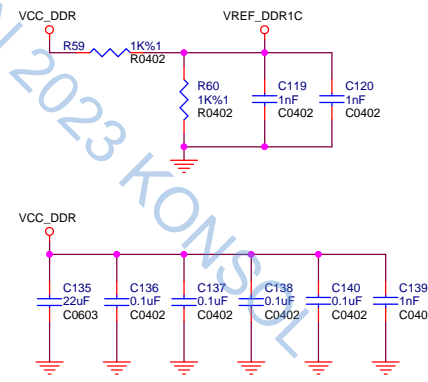 VCC_DDR
VREF_DDR1C
R59
1K%1
R0402
R60
1K%1
R0402
C119
1nF
C0402
C120
1nF
C0402
2023 KONSOL
VCC_DDR
C135
22uF
C0603
C136
0.1uF
C0402
C137
0.1uF
C0402
C138
0.1uF
C0402
C140
0.1uF
C0402
C139
1nF
C040